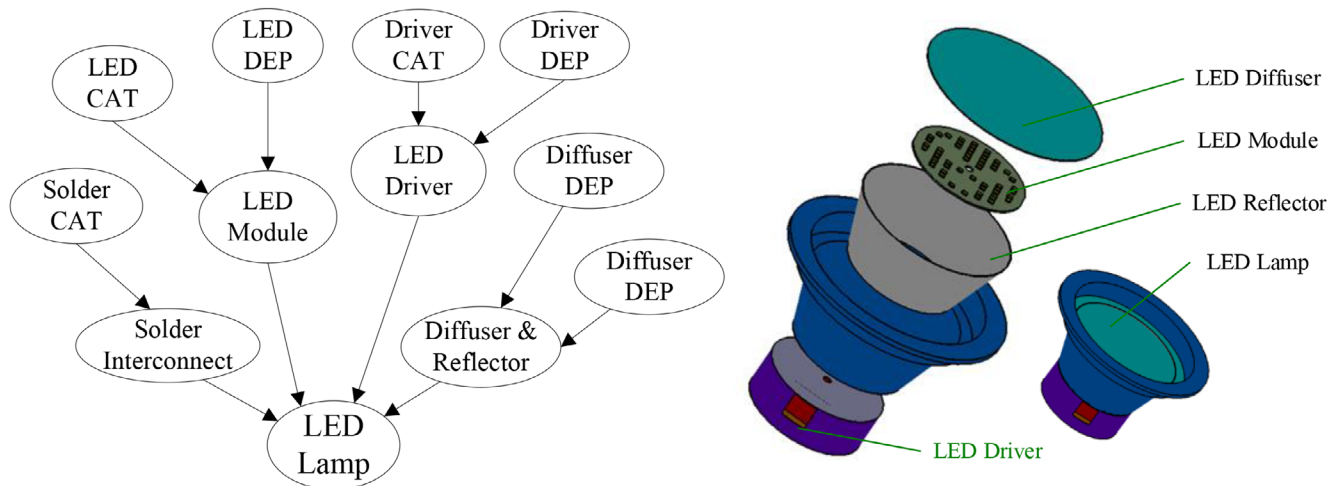 LED
CAT
LED
DEP
Driver
CAT
Driver
DEP
Solder
CAT
LED
Module
LED
Driver
Diffuser
DEP
Diffuser
DEP
Solder
Interconnect
Diffuser &
Reflector
LED
Lamp
LED Diffuser
LED Module
LED Reflector
LED Lamp
LED Driver